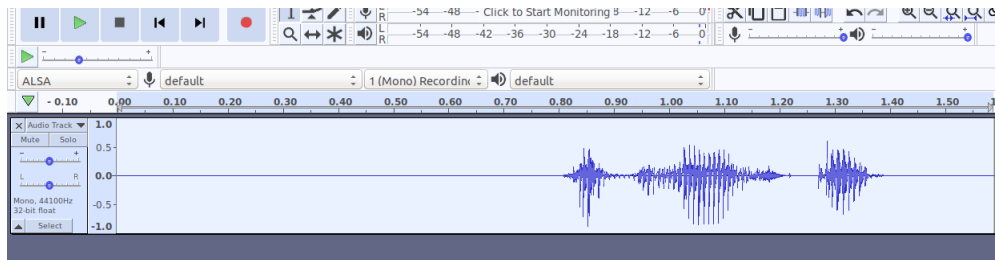 R -54 -48 - Click to Start Monitoring 8 -12 -6 0
L R -54 -48 -42 -36 -30 -24 -18 -12 -6 0
- +
- +
- +
ALSA default 1 (Mono) Recordin default
- 0.10 0.00 0.10 0.20 0.30 0.40 0.50 0.60 0.70 0.80 0.90 1.00 1.10 1.20 1.30 1.40 1.50
X Audio Track 1.0
Mute Solo
- + 0.5-
L R 0.0-
Mono, 44100Hz
32-bit float -0.5-
Select -1.0